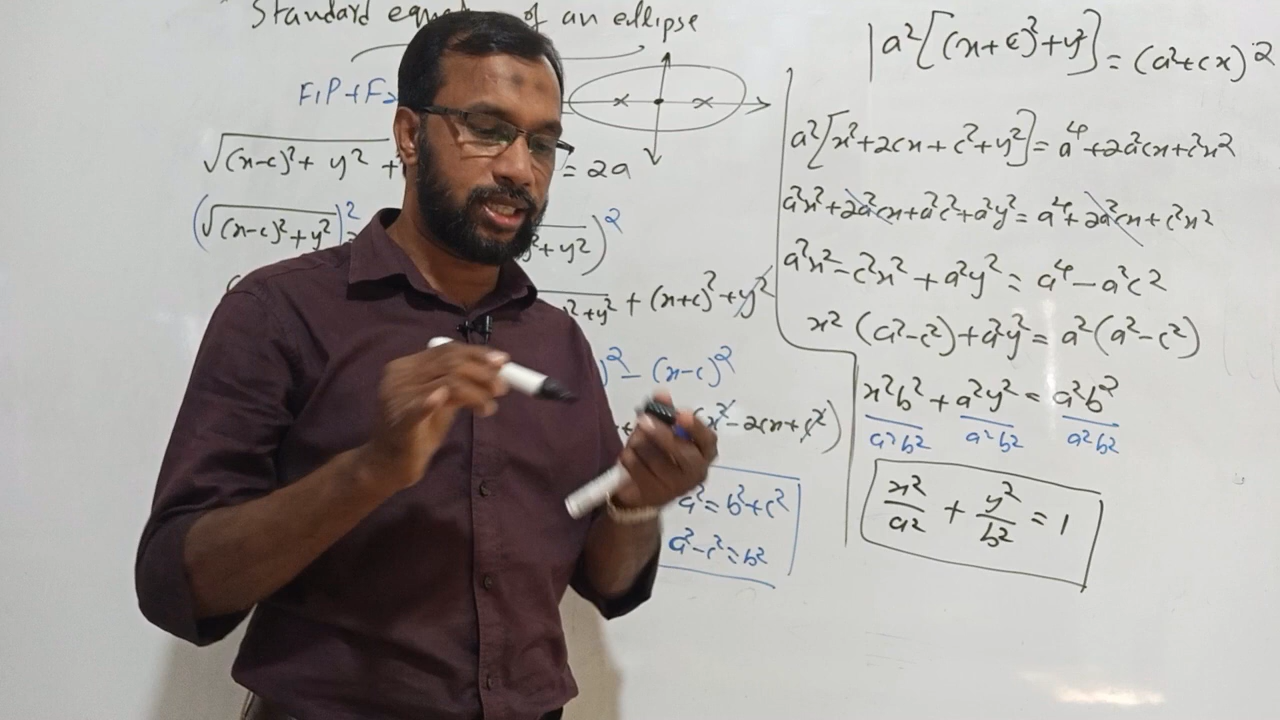 Standard equ of an ellipse
F₁P + F₂
√(x-c)² + y² + = 2a
(√(x-c)² + y²)² = + y²)²
x² + y² + (x+c)² + y²
)² - (x-c)²
(x² - 2cx + c²)
a² = b² + c²
a² - c² = b²
a²[(x+c)² + y²] = (a² + cx)²
a²[x² + 2cx + c² + y²] = a⁴ + 2a²cx + c²x²
a²x² + 2a²cx + a²c² + a²y² = a⁴ + 2a²cx + c²x²
a²x² - c²x² + a²y² = a⁴ - a²c²
x² (a² - c²) + a²y² = a² (a² - c²)
x²b² + a²y² = a²b²
a²b² a²b² a²b²
x²/a² + y²/b² = 1